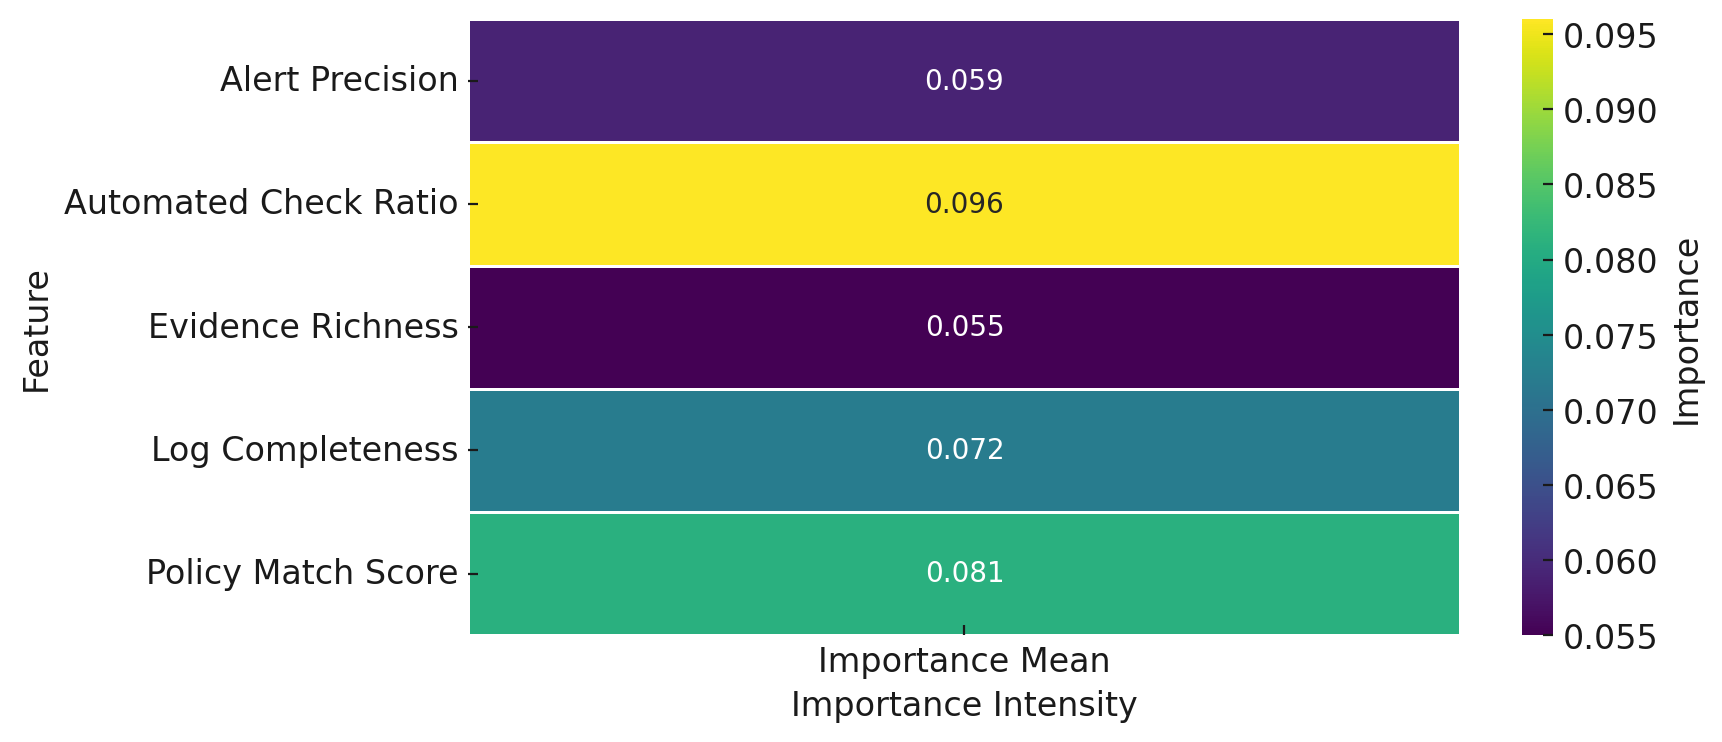 Feature
Alert Precision
0.059
Automated Check Ratio
0.096
Evidence Richness
0.055
Log Completeness
0.072
Policy Match Score
0.081
Importance Mean
Importance Intensity
0.095
0.090
0.085
0.080
0.075
0.070
0.065
0.060
0.055
Importance